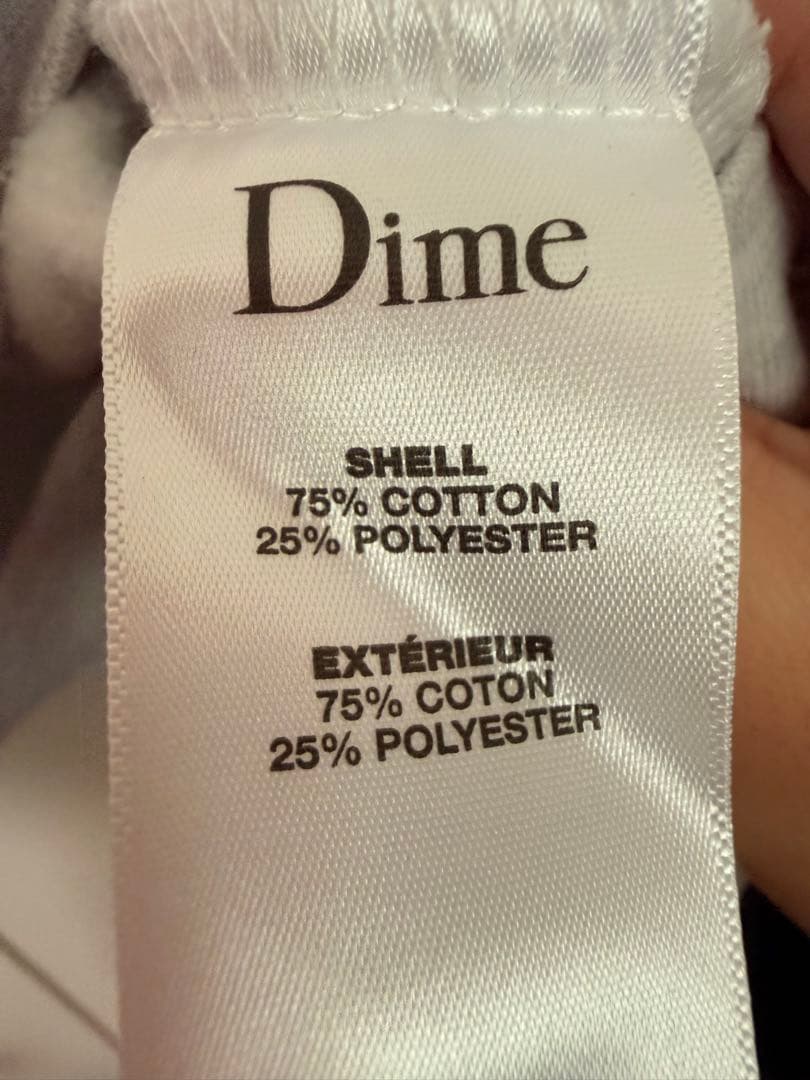 Dime
SHELL
75% COTTON
25% POLYESTER
EXTÉRIEUR
75% COTON
25% POLYESTER